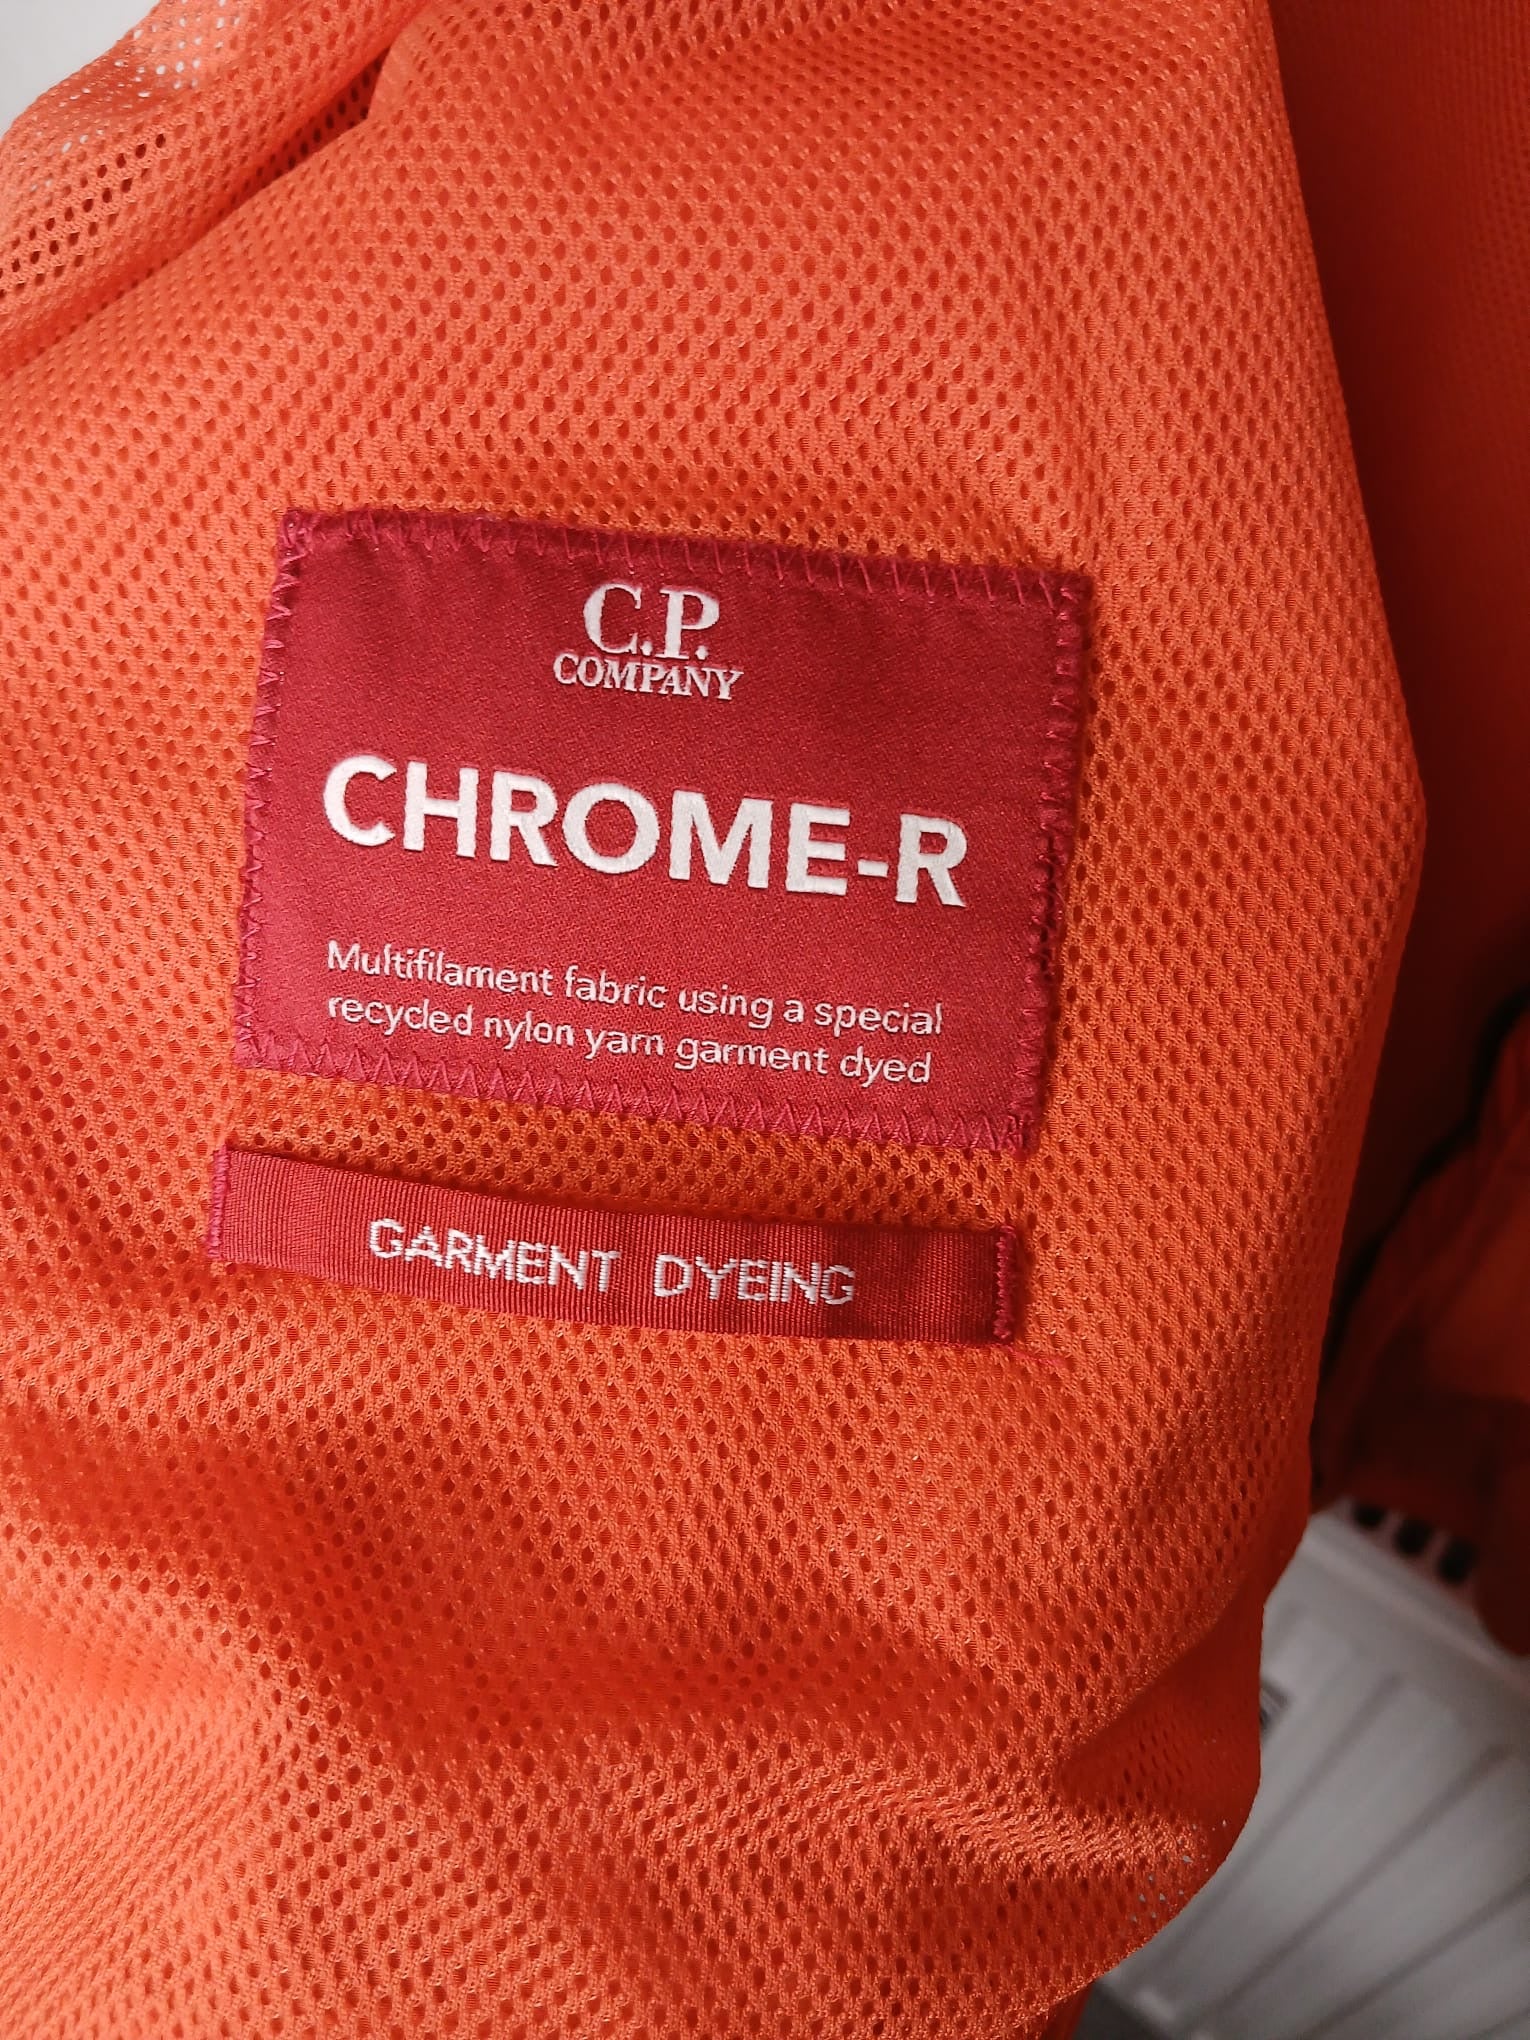 C.P.
COMPANY
CHROME-R
Multifilament fabric using a special
recycled nylon yarn garment dyed
GARMENT DYEING